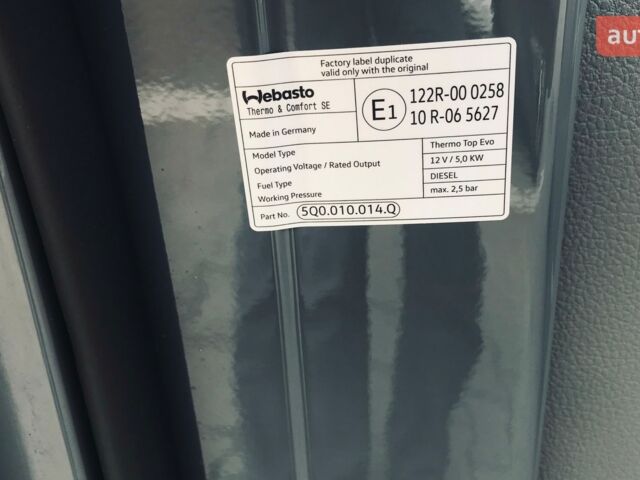 Factory label duplicate
valid only with the original
Webasto
Thermo & Comfort SE
Made in Germany
E1
122R-00 0258
10 R-06 5627
Model Type Thermo Top Evo
Operating Voltage / Rated Output 12 V / 5,0 KW
Fuel Type DIESEL
Working Pressure max. 2,5 bar
Part No. 5Q0.010.014.Q